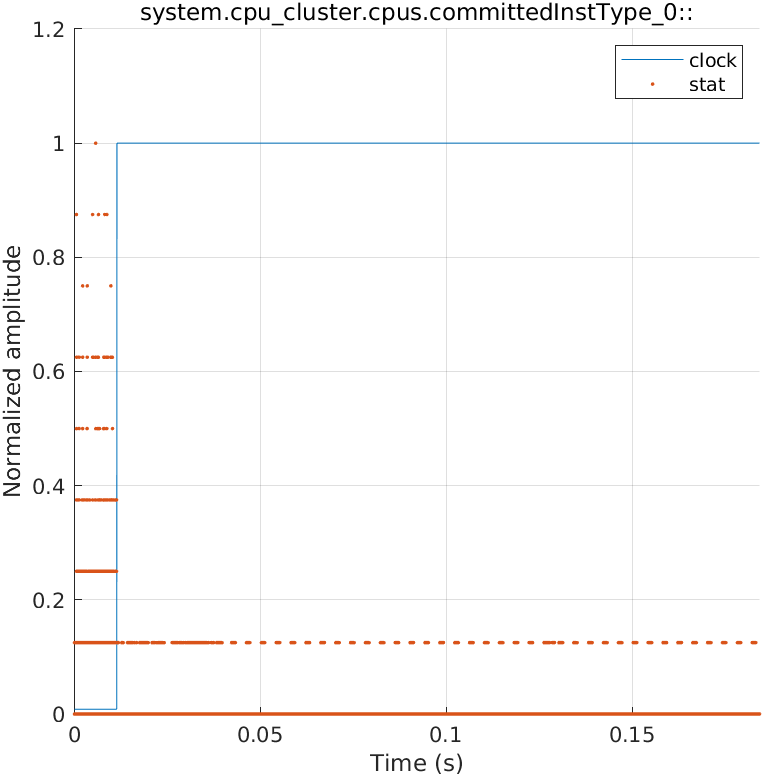 system.cpu_cluster.cpus.committedInstType_0::
clock
stat
Normalized amplitude
1.2
1
0.8
0.6
0.4
0.2
0
0
0.05
0.1
0.15
Time (s)